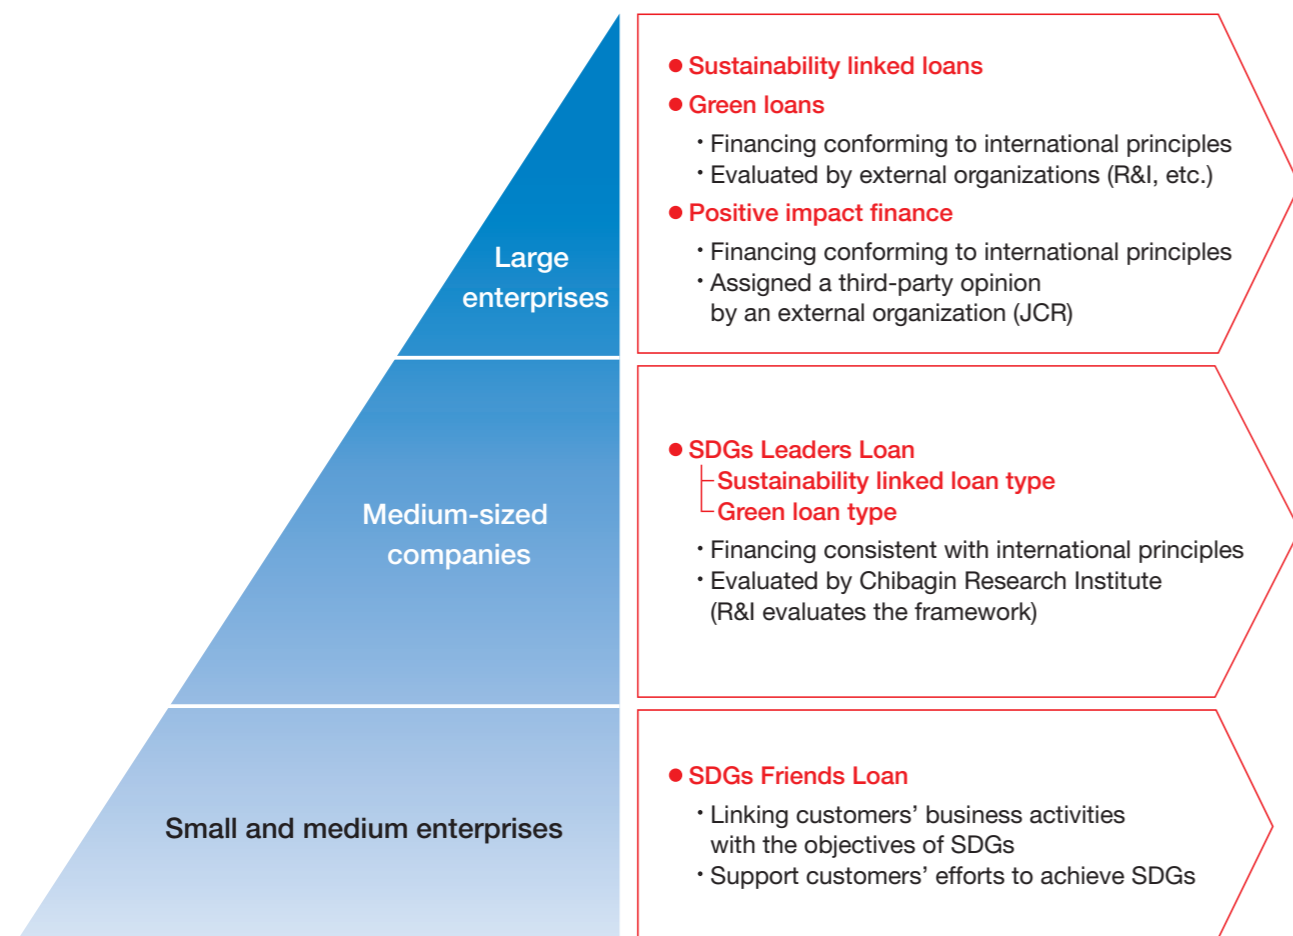 Large
enterprises
● Sustainability linked loans
● Green loans
・Financing conforming to international principles
・Evaluated by external organizations (R&I, etc.)
● Positive impact finance
・Financing conforming to international principles
・Assigned a third-party opinion
by an external organization (JCR)
Medium-sized
companies
● SDGs Leaders Loan
Sustainability linked loan type
Green loan type
・Financing consistent with international principles
・Evaluated by Chibagin Research Institute
(R&I evaluates the framework)
Small and medium enterprises
● SDGs Friends Loan
・Linking customers’ business activities
with the objectives of SDGs
・Support customers’ efforts to achieve SDGs